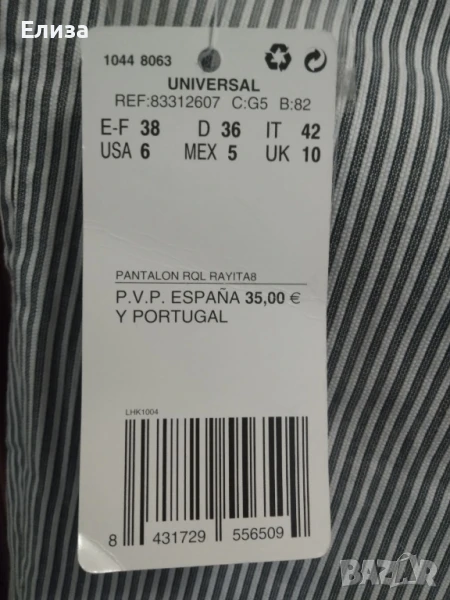 Елиза
1044 8063
UNIVERSAL
REF:83312607 C:G5 B:82
E-F 38 D 36 IT 42
USA 6 MEX 5 UK 10
PANTALON RQL RAYITA8
P.V.P. ESPAÑA 35,00 €
Y PORTUGAL
LHK1004
8 431729 556509
BAZAR